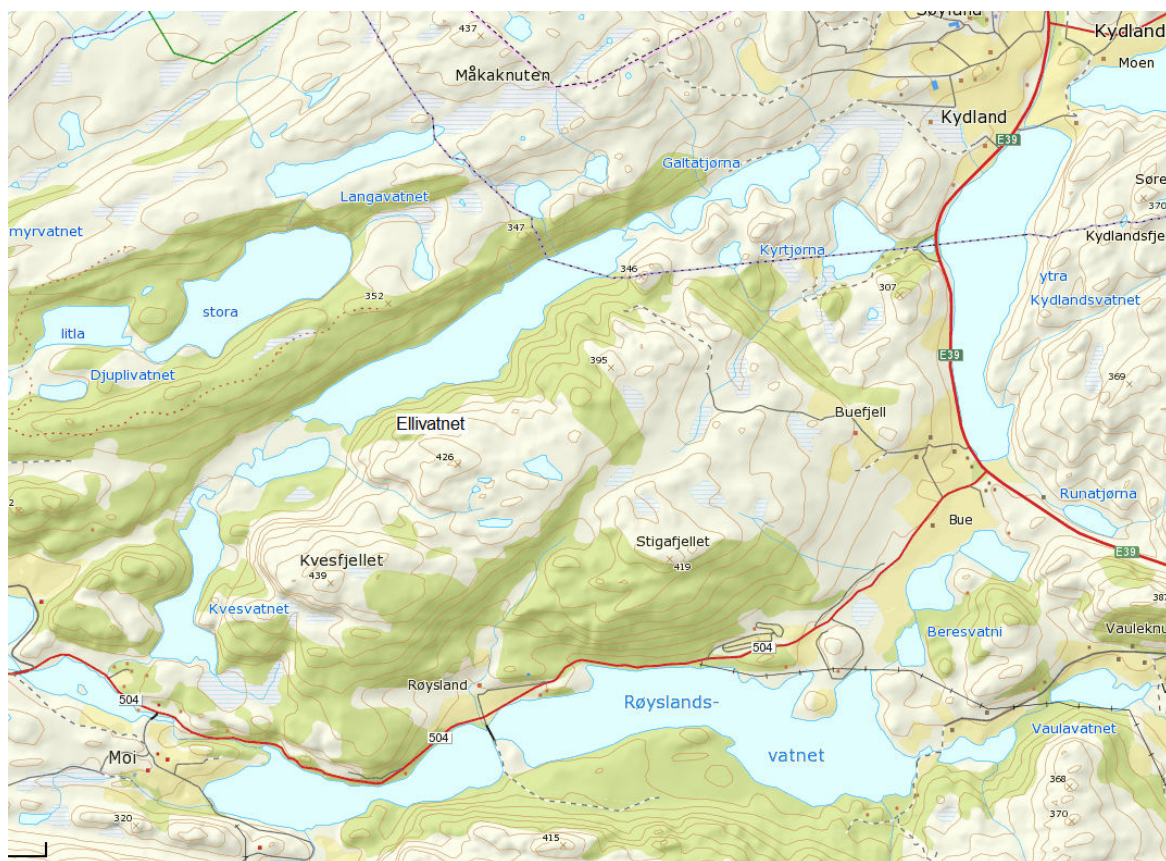 Søyland
437
Kydland
Måkaknuten
Moen
Kydland
E39
Galtatjørna
Søre
370
Langavatnet
347
myrvatnet
Kyrtjørna
Kydlandsfje
346
ytra
Kydlandsvatnet
352
307
stora
litla
E39
395
369
Djuplivatnet
Buefjell
Ellivatnet
426
Runatjørna
2
Bue
Stigafjellet
419
E39
Kvesfjellet
439
387
Kvesvatnet
Beresvatni
Vauleknu
504
Røysland
504
Røyslands-
V
504
Vaulavatnet
Moi
vatnet
368
320
415
370